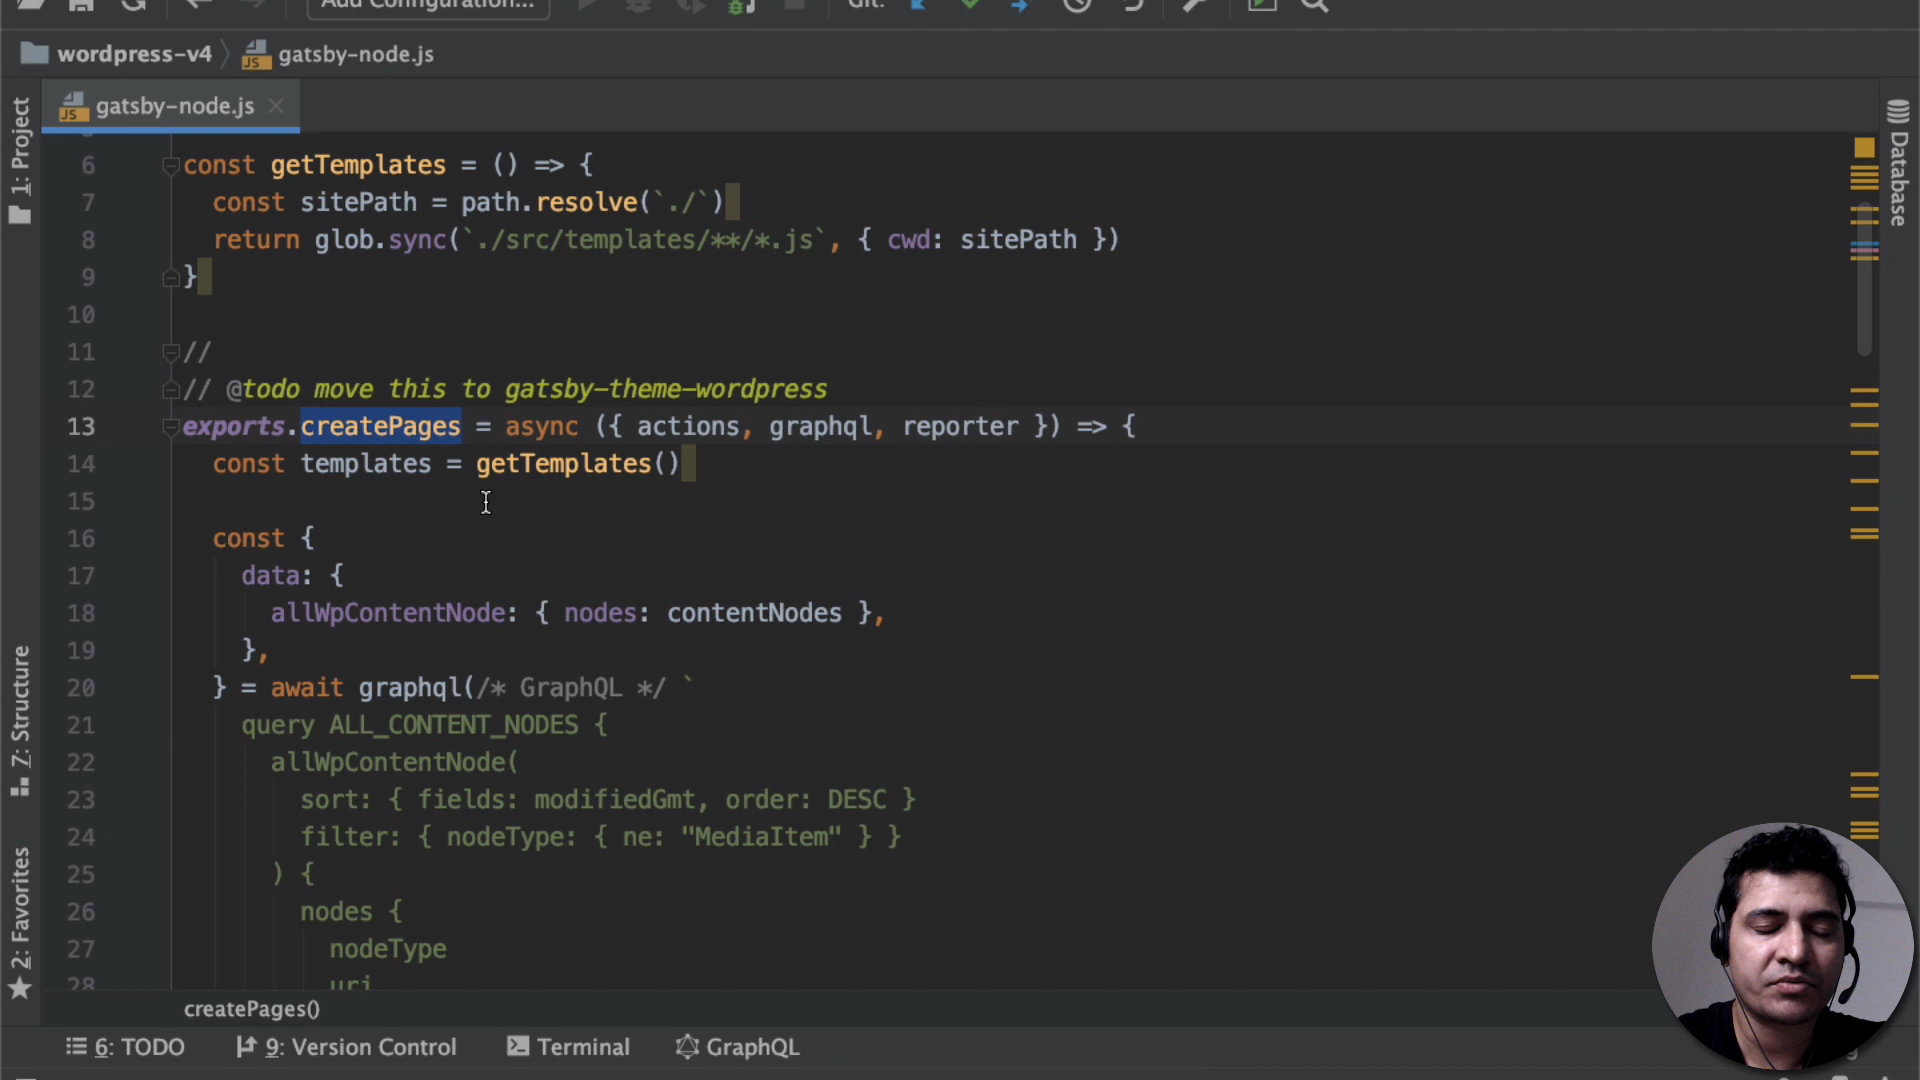 Add Configuration...
Git:
wordpress-v4
gatsby-node.js
gatsby-node.js
1: Project
Database
7: Structure
2: Favorites
6 const getTemplates = () => {
7 const sitePath = path.resolve(`./`)
8 return glob.sync(`./src/templates/**/*.js`, { cwd: sitePath })
9 }
10
11 //
12 // @todo move this to gatsby-theme-wordpress
13 exports.createPages = async ({ actions, graphql, reporter }) => {
14 const templates = getTemplates()
15
16 const {
17 data: {
18 allWpContentNode: { nodes: contentNodes },
19 },
20 } = await graphql(/* GraphQL */ `
21 query ALL_CONTENT_NODES {
22 allWpContentNode(
23 sort: { fields: modifiedGmt, order: DESC }
24 filter: { nodeType: { ne: "MediaItem" } }
25 ) {
26 nodes {
27 nodeType
28 uri
createPages()
6: TODO
9: Version Control
Terminal
GraphQL